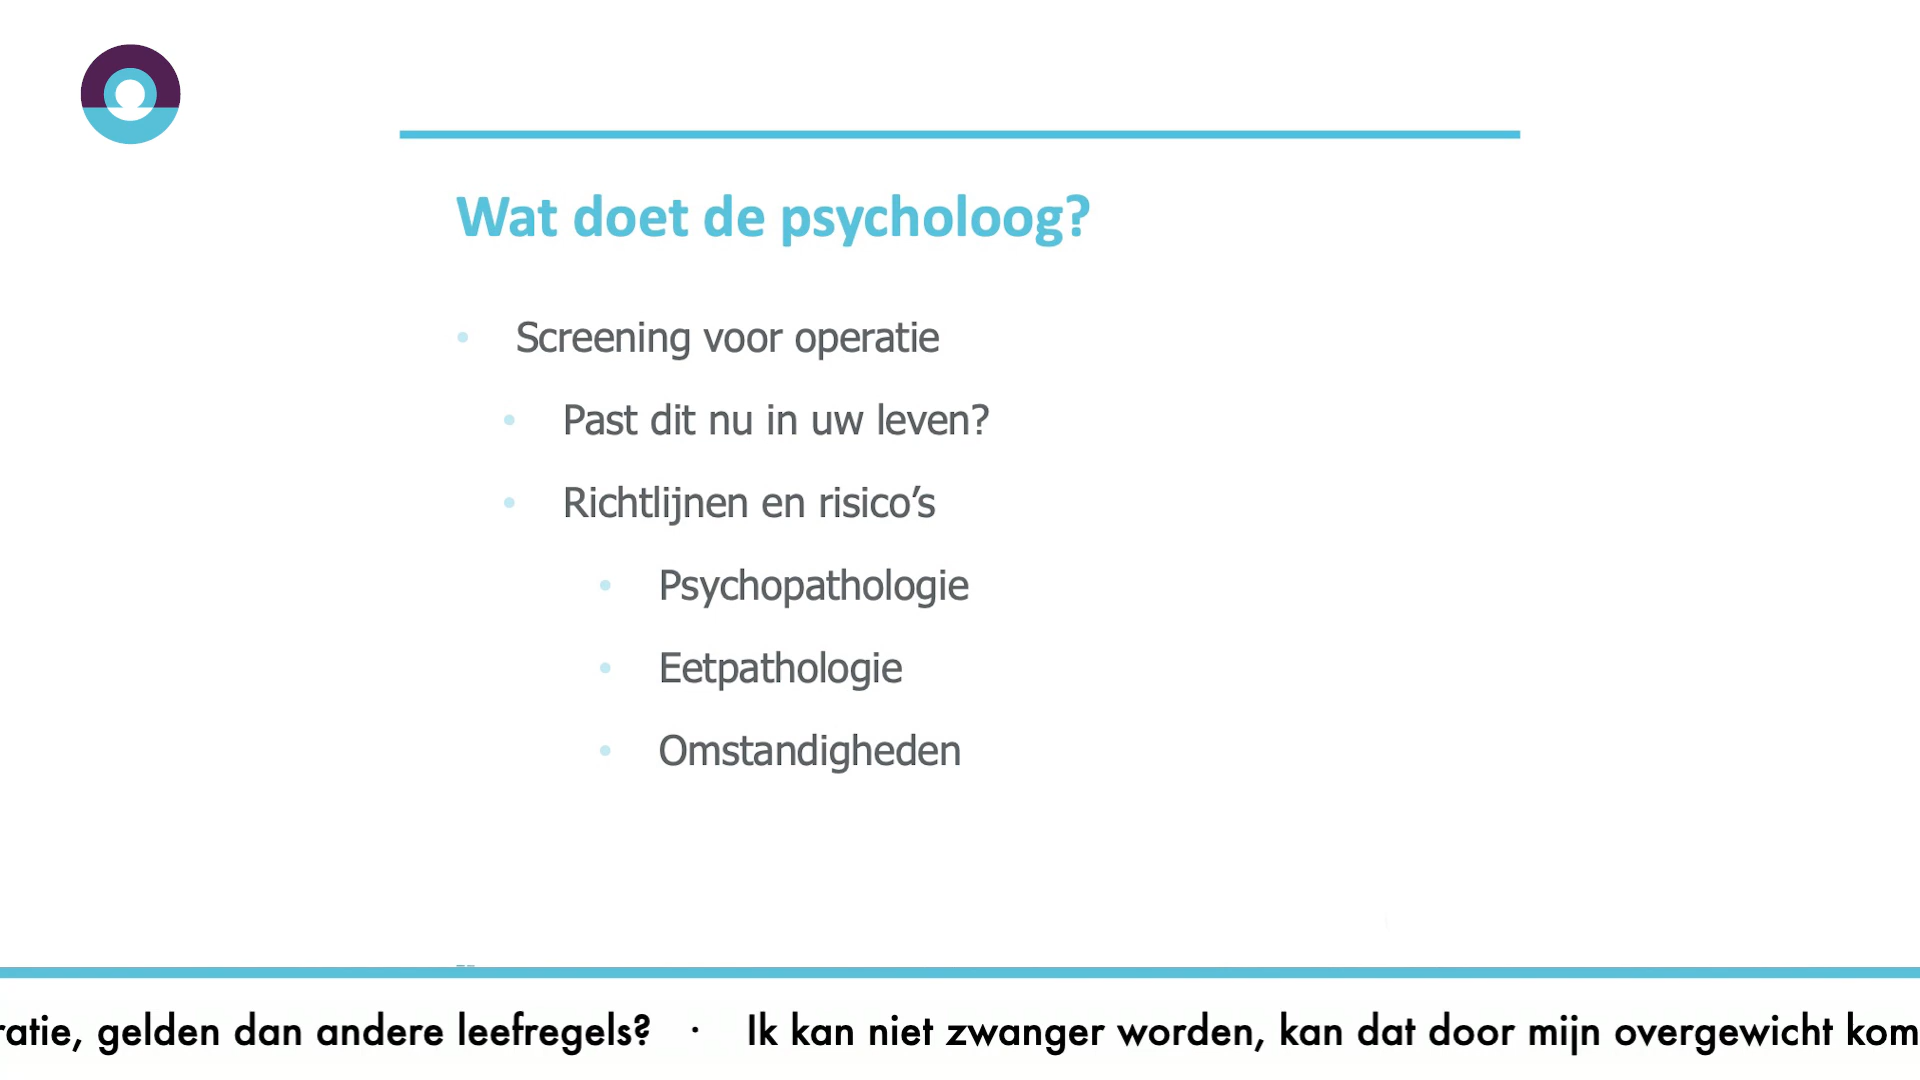 Wat doet de psycholoog?
• Screening voor operatie
• Past dit nu in uw leven?
• Richtlijnen en risico’s
• Psychopathologie
• Eetpathologie
• Omstandigheden
ratie, gelden dan andere leefregels? · Ik kan niet zwanger worden, kan dat door mijn overgewicht kom